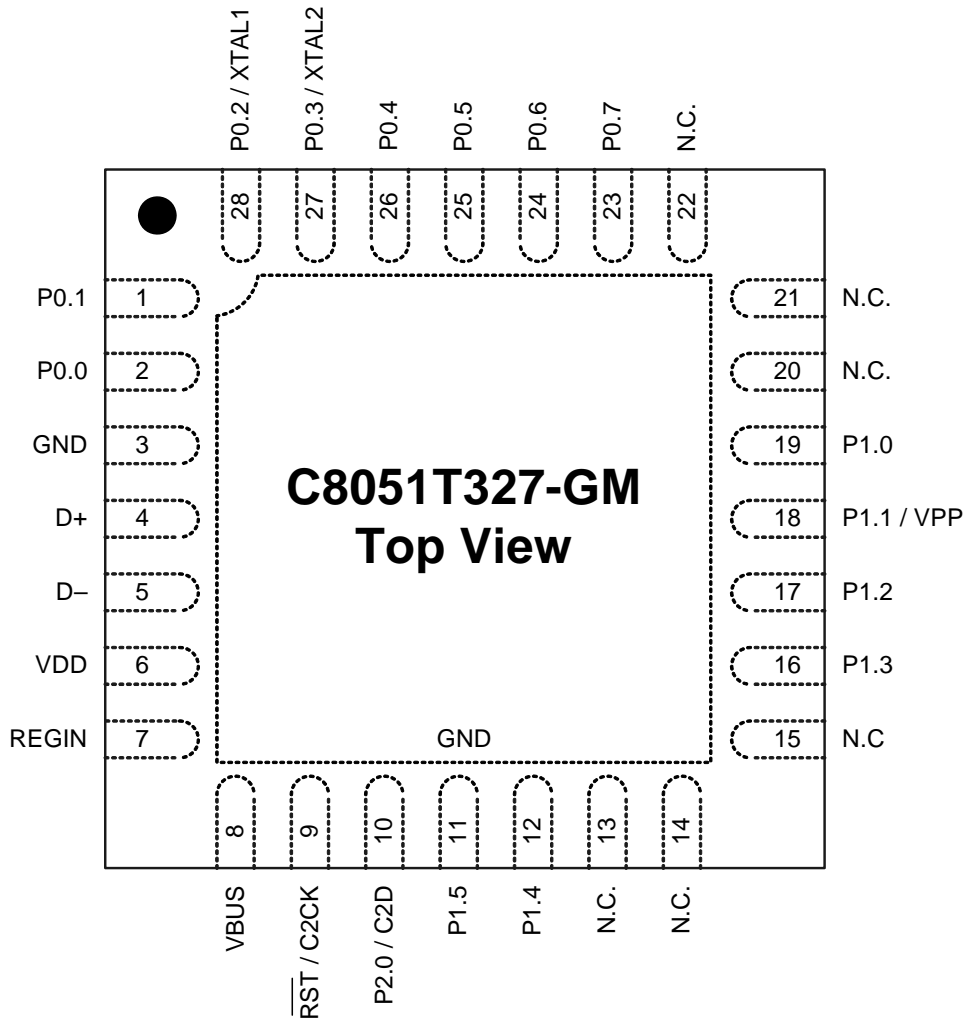 P0.2 / XTAL1
P0.3 / XTAL2
P0.4
P0.5
P0.6
P0.7
N.C.
28
27
26
25
24
23
22
P0.1 1
P0.0 2
GND 3
D+ 4
D– 5
VDD 6
REGIN 7
C8051T327-GM
Top View
GND
21 N.C.
20 N.C.
19 P1.0
18 P1.1 / VPP
17 P1.2
16 P1.3
15 N.C
8
9
10
11
12
13
14
VBUS
R̅S̅T̅ / C2CK
P2.0 / C2D
P1.5
P1.4
N.C.
N.C.